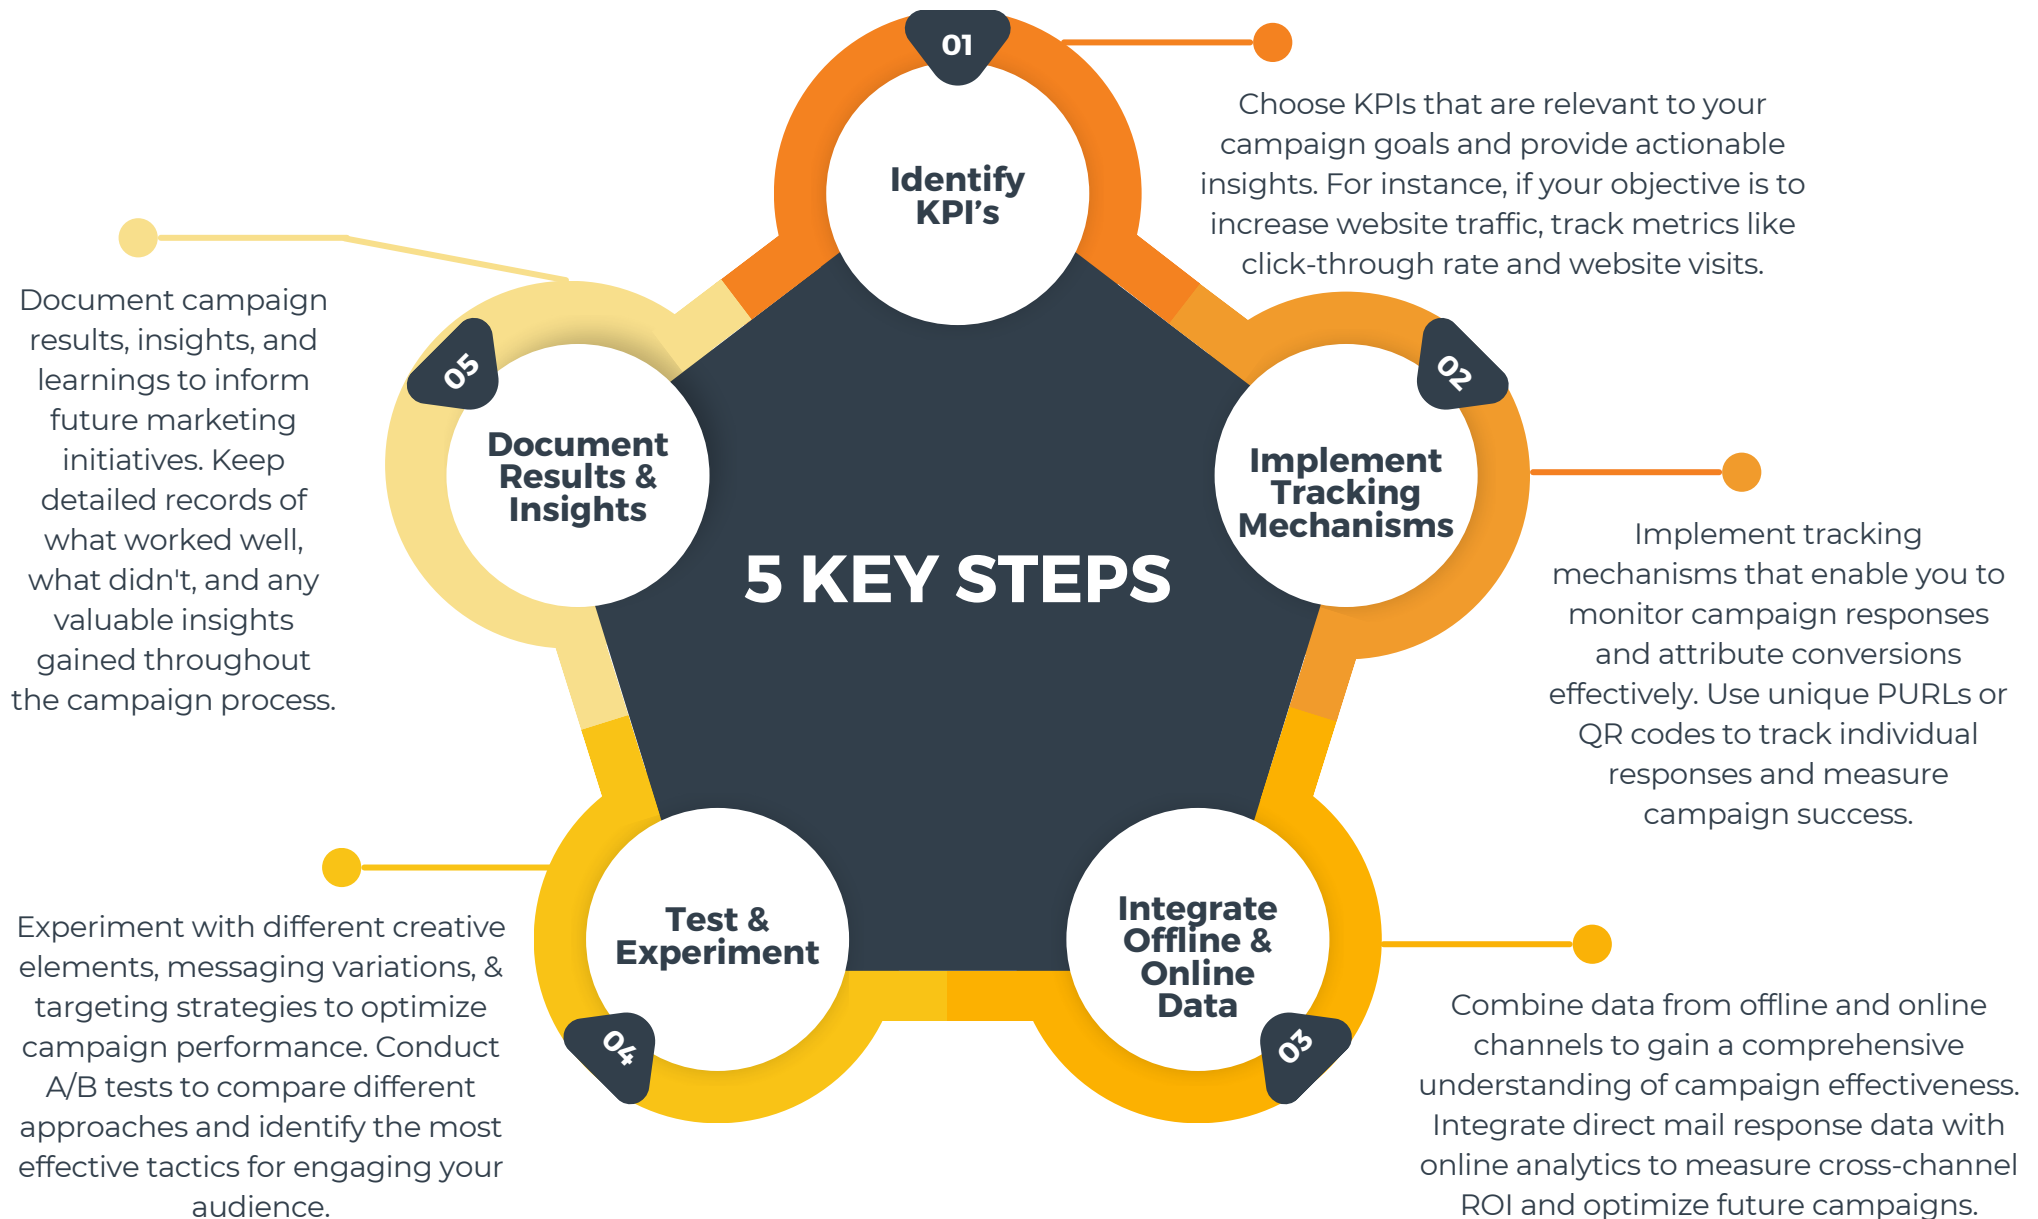 01
Identify
KPI's
Choose KPIs that are relevant to your
campaign goals and provide actionable
insights. For instance, if your objective is to
increase website traffic, track metrics like
click-through rate and website visits.
02
Implement
Tracking
Mechanisms
Implement tracking
mechanisms that enable you to
monitor campaign responses
and attribute conversions
effectively. Use unique PURLs or
QR codes to track individual
responses and measure
campaign success.
03
Integrate
Offline &
Online
Data
Combine data from offline and online
channels to gain a comprehensive
understanding of campaign effectiveness.
Integrate direct mail response data with
online analytics to measure cross-channel
ROI and optimize future campaigns.
04
Test &
Experiment
Experiment with different creative
elements, messaging variations, &
targeting strategies to optimize
campaign performance. Conduct
A/B tests to compare different
approaches and identify the most
effective tactics for engaging your
audience.
05
Document
Results &
Insights
Document campaign
results, insights, and
learnings to inform
future marketing
initiatives. Keep
detailed records of
what worked well,
what didn't, and any
valuable insights
gained throughout
the campaign process.
5 KEY STEPS